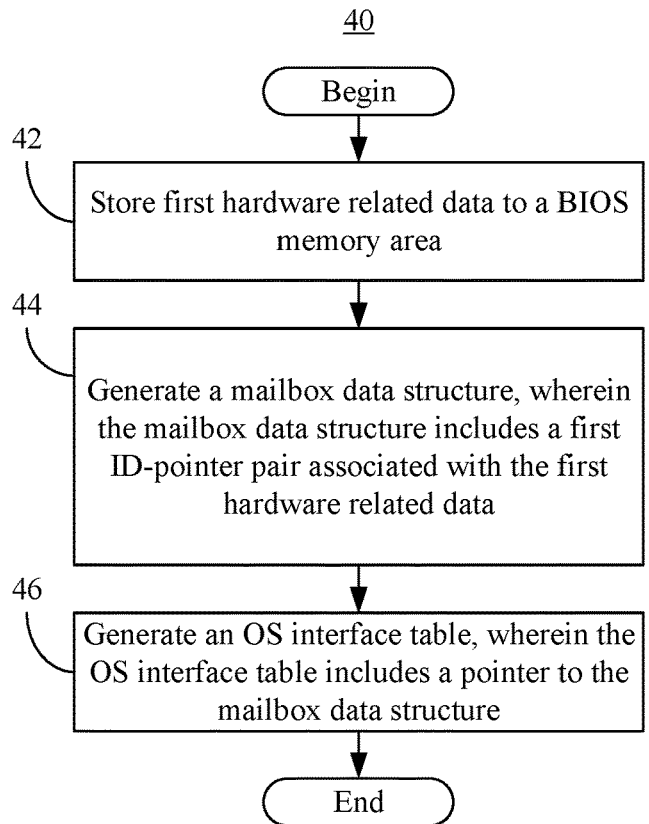 40
Begin
42
Store first hardware related data to a BIOS
memory area
44
Generate a mailbox data structure, wherein
the mailbox data structure includes a first
ID-pointer pair associated with the first
hardware related data
46
Generate an OS interface table, wherein the
OS interface table includes a pointer to the
mailbox data structure
End